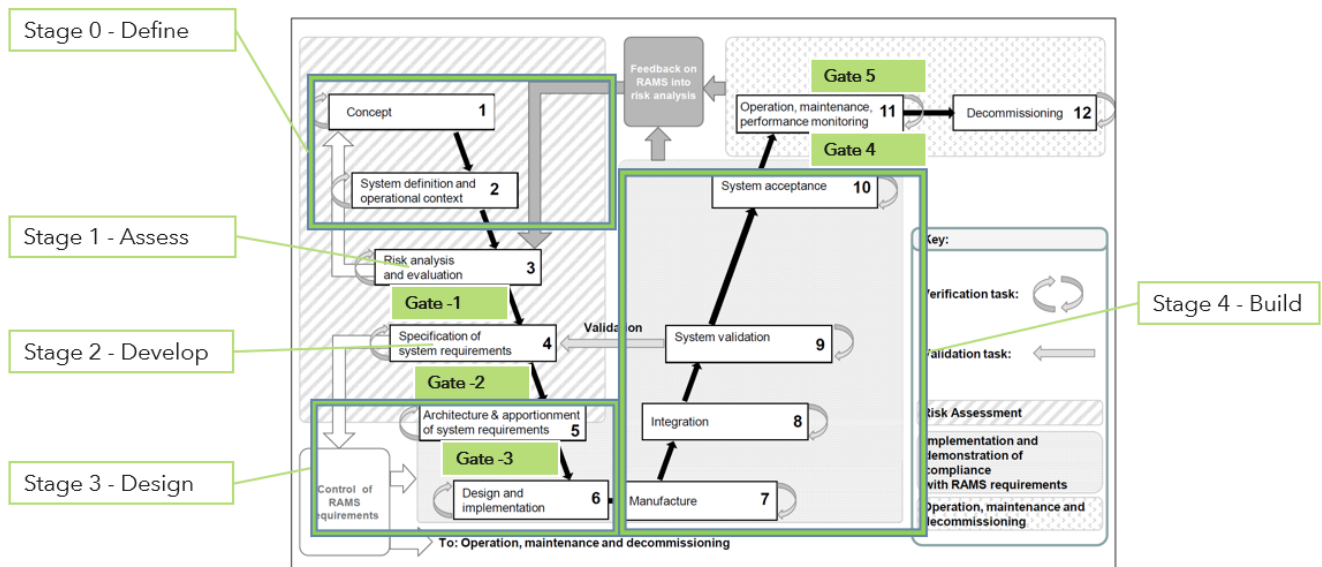 Stage 0 - Define
Stage 1 - Assess
Stage 2 - Develop
Stage 3 - Design
Concept 1
System definition and
operational context 2
Risk analysis
and evaluation 3
Gate -1
Specification of
system requirements 4
Gate -2
Architecture & apportionment
of system requirements 5
Gate -3
Design and
implementation 6
Control of
RAMS
requirements
To: Operation, maintenance and decommissioning
Feedback on
RAMS into
risk analysis
Validation
Manufacture 7
Integration 8
System validation 9
System acceptance 10
Gate 4
Operation, maintenance,
performance monitoring 11
Gate 5
Decommissioning 12
Key:
Verification task:
Validation task:
Risk Assessment
Implementation and
demonstration of
compliance
with RAMS requirements
Operation, maintenance and
decommissioning
Stage 4 - Build